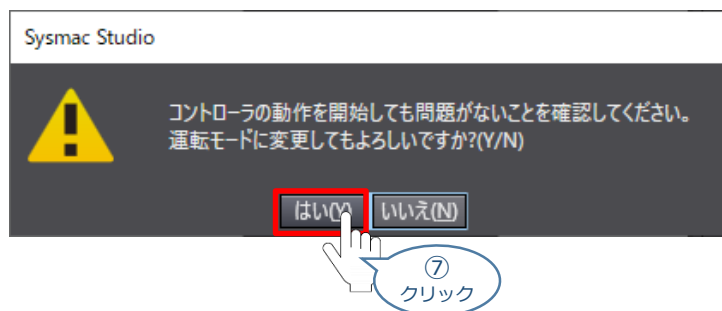 Sysmac Studio
コントローラの動作を開始しても問題がないことを確認してください。
運転モードに変更してもよろしいですか?(Y/N)
はい(Y)
いいえ(N)
⑦
クリック